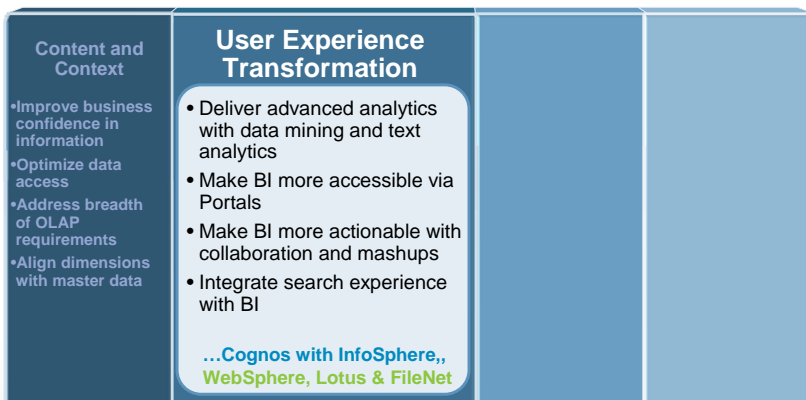 Content and
Context
•Improve business
confidence in
information
•Optimize data
access
•Address breadth
of OLAP
requirements
•Align dimensions
with master data
User Experience
Transformation
• Deliver advanced analytics
with data mining and text
analytics
• Make BI more accessible via
Portals
• Make BI more actionable with
collaboration and mashups
• Integrate search experience
with BI
…Cognos with InfoSphere,,
WebSphere, Lotus & FileNet